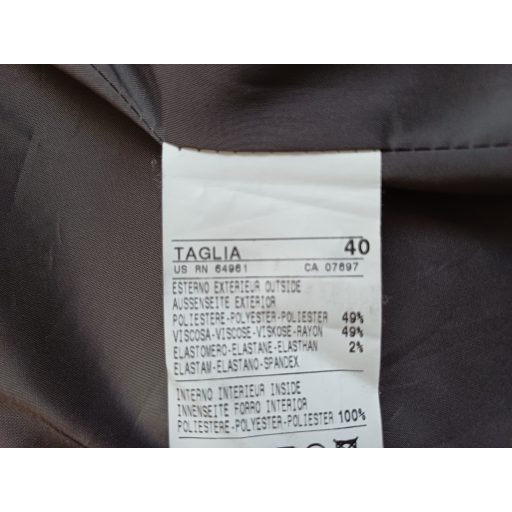 TAGLIA 40
US RN 64961 CA 07697
ESTERNO EXTERIEUR OUTSIDE
AUSSENSEITE EXTERIOR
POLIESTERE-POLYESTER-POLIESTER 49%
VISCOSA-VISCOSE-VISKOSE-RAYON 49%
ELASTOMERO-ELASTANE-ELASTHAN 2%
ELASTAM-ELASTANO-SPANDEX
INTERNO INTERIEUR INSIDE
INNENSEITE FORRO INTERIOR
POLIESTERE-POLYESTER-POLIESTER 100%